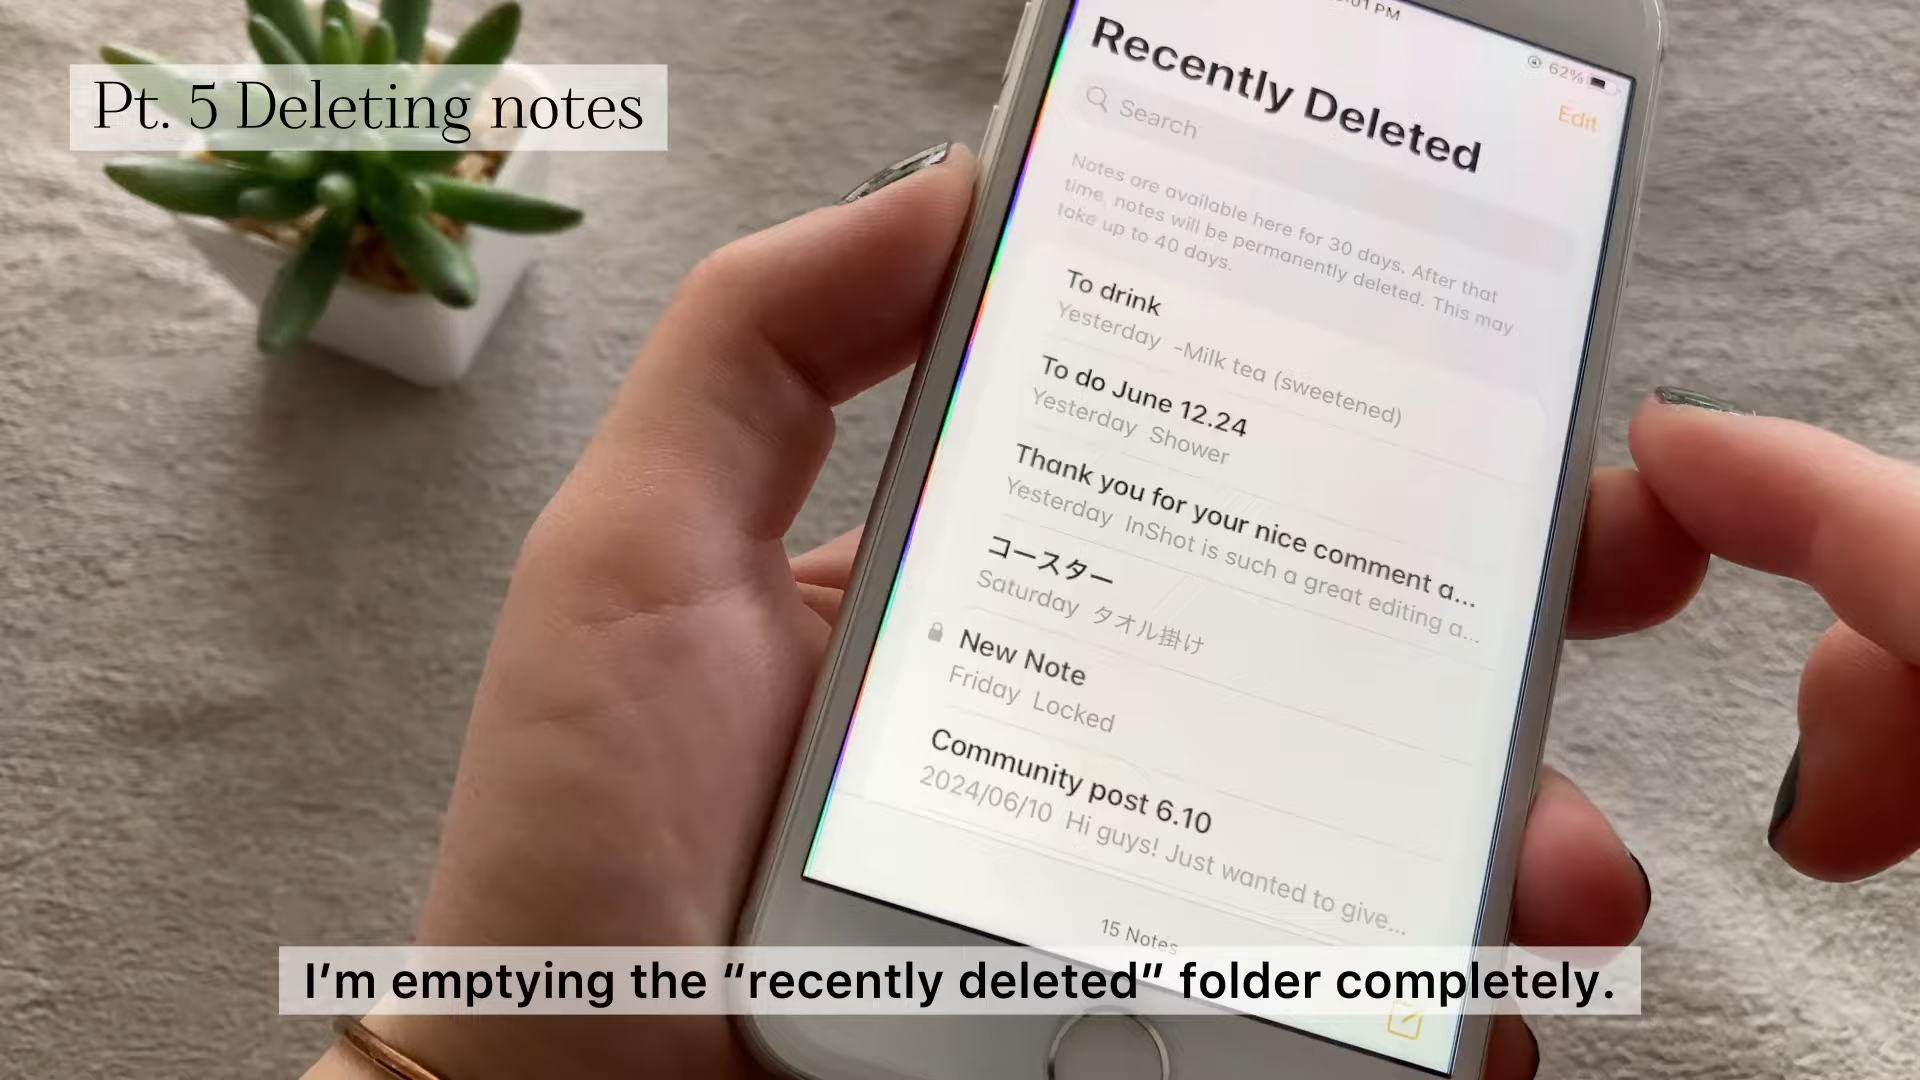 Pt. 5 Deleting notes
:01 PM
62%
Recently Deleted
Edit
Search
Notes are available here for 30 days. After that
time, notes will be permanently deleted. This may
take up to 40 days.
To drink
Yesterday -Milk tea (sweetened)
To do June 12.24
Yesterday Shower
Thank you for your nice comment a...
Yesterday InShot is such a great editing a...
コースター
Saturday タオル掛け
New Note
Friday Locked
Community post 6.10
2024/06/10 Hi guys! Just wanted to give...
15 Notes
I’m emptying the “recently deleted” folder completely.